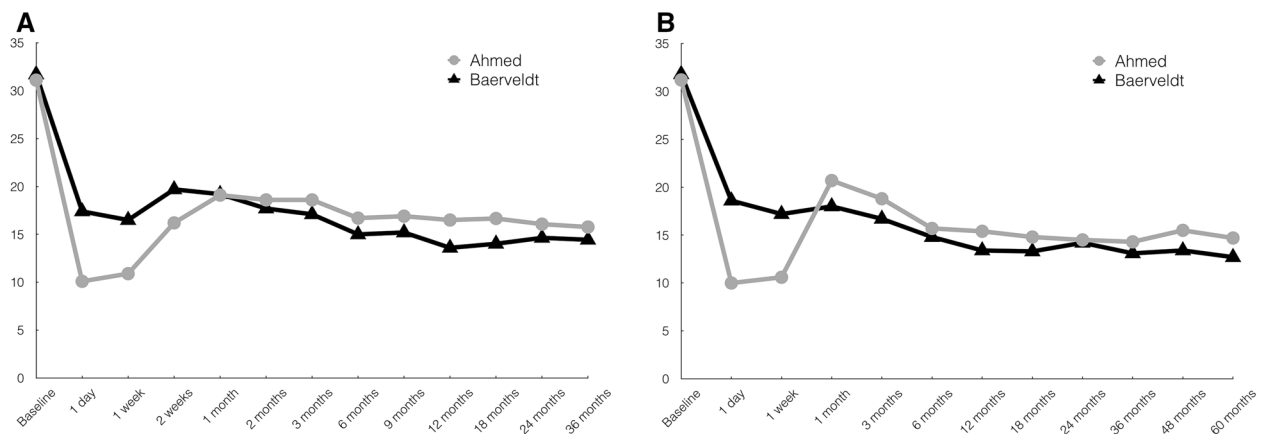 A
35
30
25
20
15
10
5
0
Ahmed
Baerveldt
Baseline
1 day
1 week
2 weeks
1 month
2 months
3 months
6 months
9 months
12 months
18 months
24 months
36 months
B
35
30
25
20
15
10
5
0
Ahmed
Baerveldt
Baseline
1 day
1 week
1 month
3 months
6 months
12 months
18 months
24 months
36 months
48 months
60 months